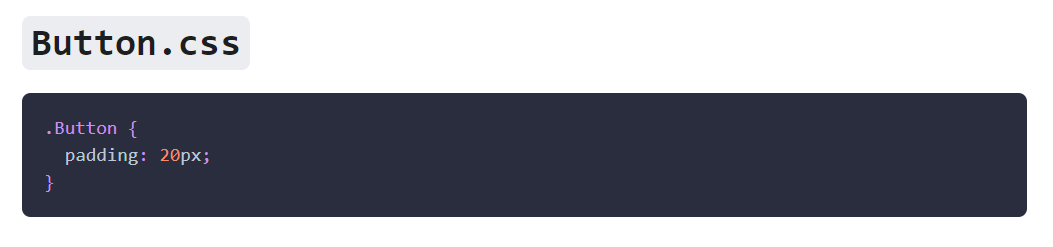 Button.css
.Button {
  padding: 20px;
}